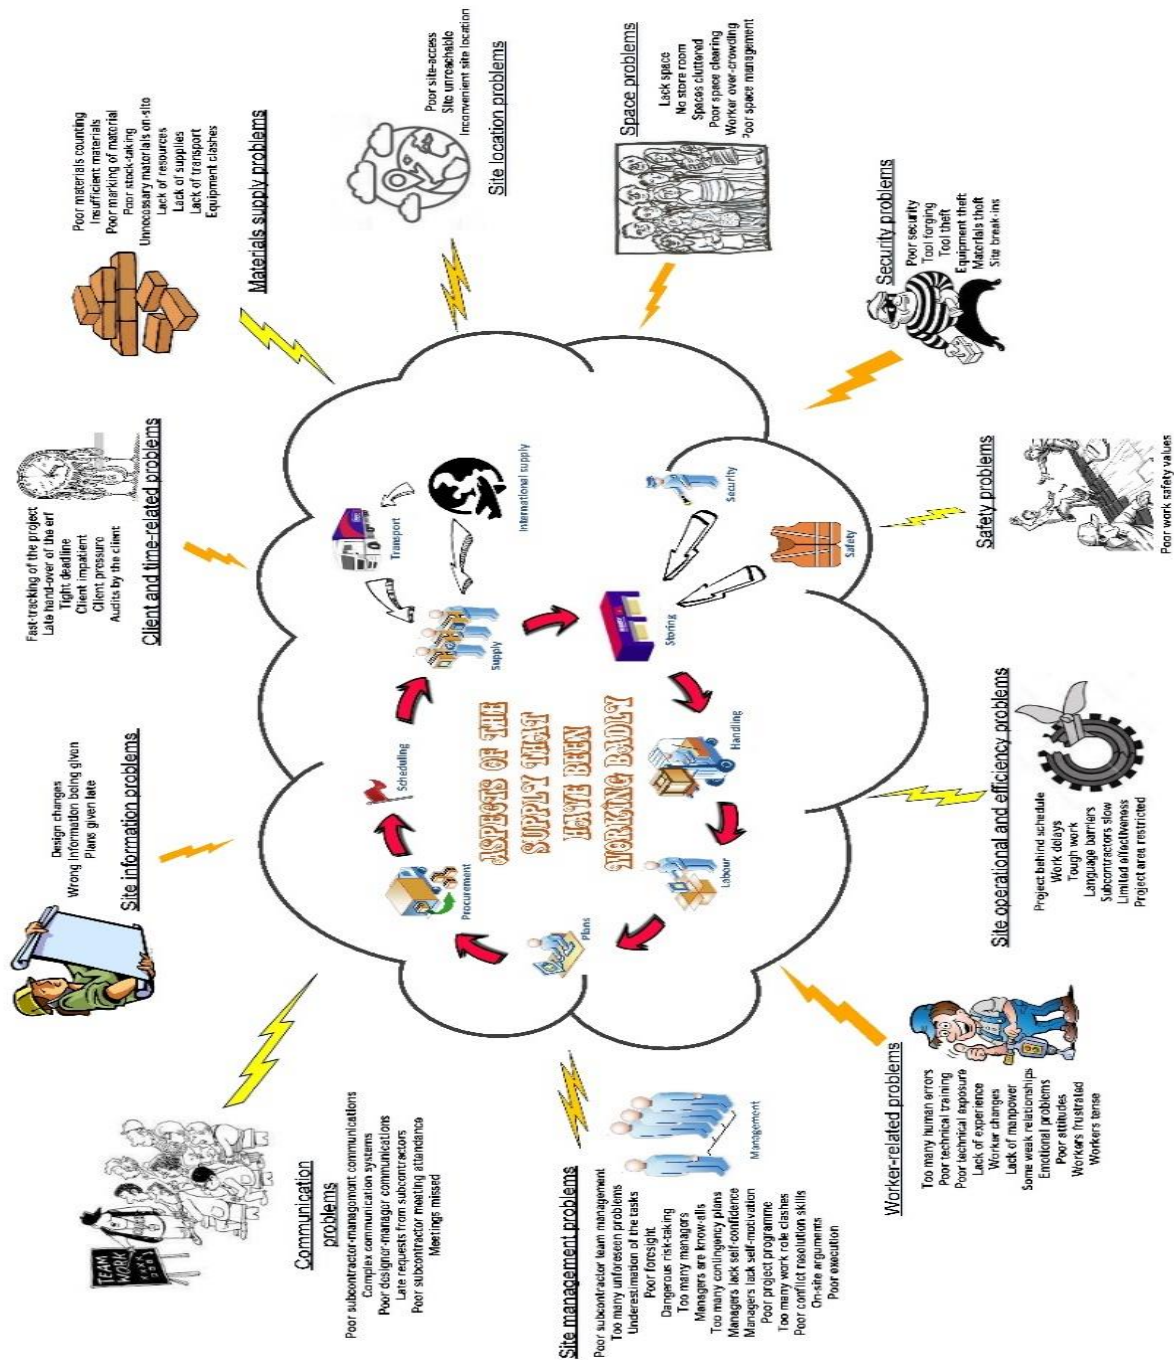 TEAM
WORK
Communication
problems
Poor subcontractor-management communications
Complex communication systems
Poor designor-manager communications
Late requests from subcontractors
Poor subcontractor meeting attendance
Meetings missed
Design changes
Wrong information being given
Plans given late
Site information problems
Fast-tracking of the project
Late hand-over of the erf
Tight deadline
Client impatient
Client pressure
Audits by the client
Client and time-related problems
Poor materials counting
Insufficient materials
Poor marking of material
Poor stock-taking
Unnecessary materials on-site
Lack of resources
Lack of supplies
Lack of transport
Equipment clashes
Materials supply problems
Poor site-access
Site unreachable
Inconvenient site location
Site location problems
Space problems
Lack space
No store room
Spaces cluttered
Poor space clearing
Worker over-crowding
Poor space management
Security problems
Poor security
Tool forging
Tool theft
Equipment theft
Materials theft
Site break-ins
Safety problems
Poor work safety values
Site operational and efficiency problems
Project behind schedule
Work delays
Tough work
Language barriers
Subcontractors slow
Limited effectiveness
Project area restricted
Worker-related problems
Too many human errors
Poor technical training
Poor technical exposure
Lack of experience
Worker changes
Lack of manpower
Some weak relationships
Emotional problems
Poor attitudes
Workers frustrated
Workers tense
Site management problems
Poor subcontractor team management
Too many unforeseen problems
Underestimation of the tasks
Poor foresight
Dangerous risk-taking
Too many managers
Managers are know-alls
Too many contingency plans
Managers lack self-confidence
Managers lack self-motivation
Poor project programme
Too many work role clashes
Poor conflict resolution skills
On-site arguments
Poor execution
Management
ASPECTS OF THE
SUPPLY THAT
HAVE BEEN
WORKING BADLY
Plans
Procurement
Scheduling
Supply
Transport
International supply
Storing
Security
Safety
Handling
Labour